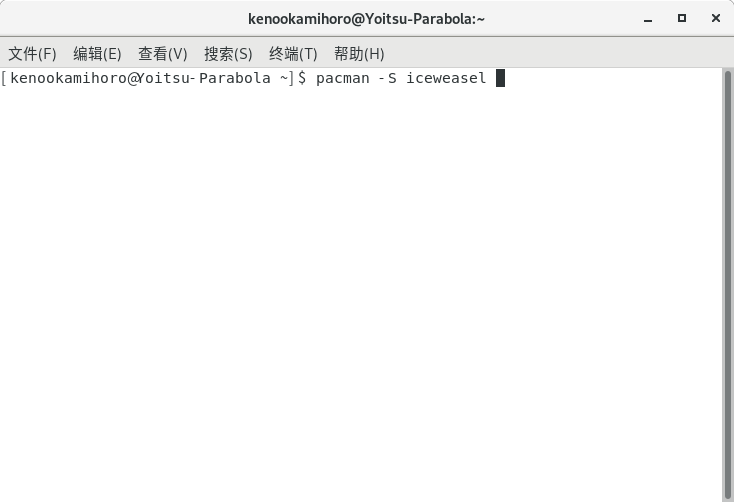 kenookamihoro@Yoitsu-Parabola:~
文件(F) 编辑(E) 查看(V) 搜索(S) 终端(T) 帮助(H)
[kenookamihoro@Yoitsu-Parabola ~]$ pacman -S iceweasel